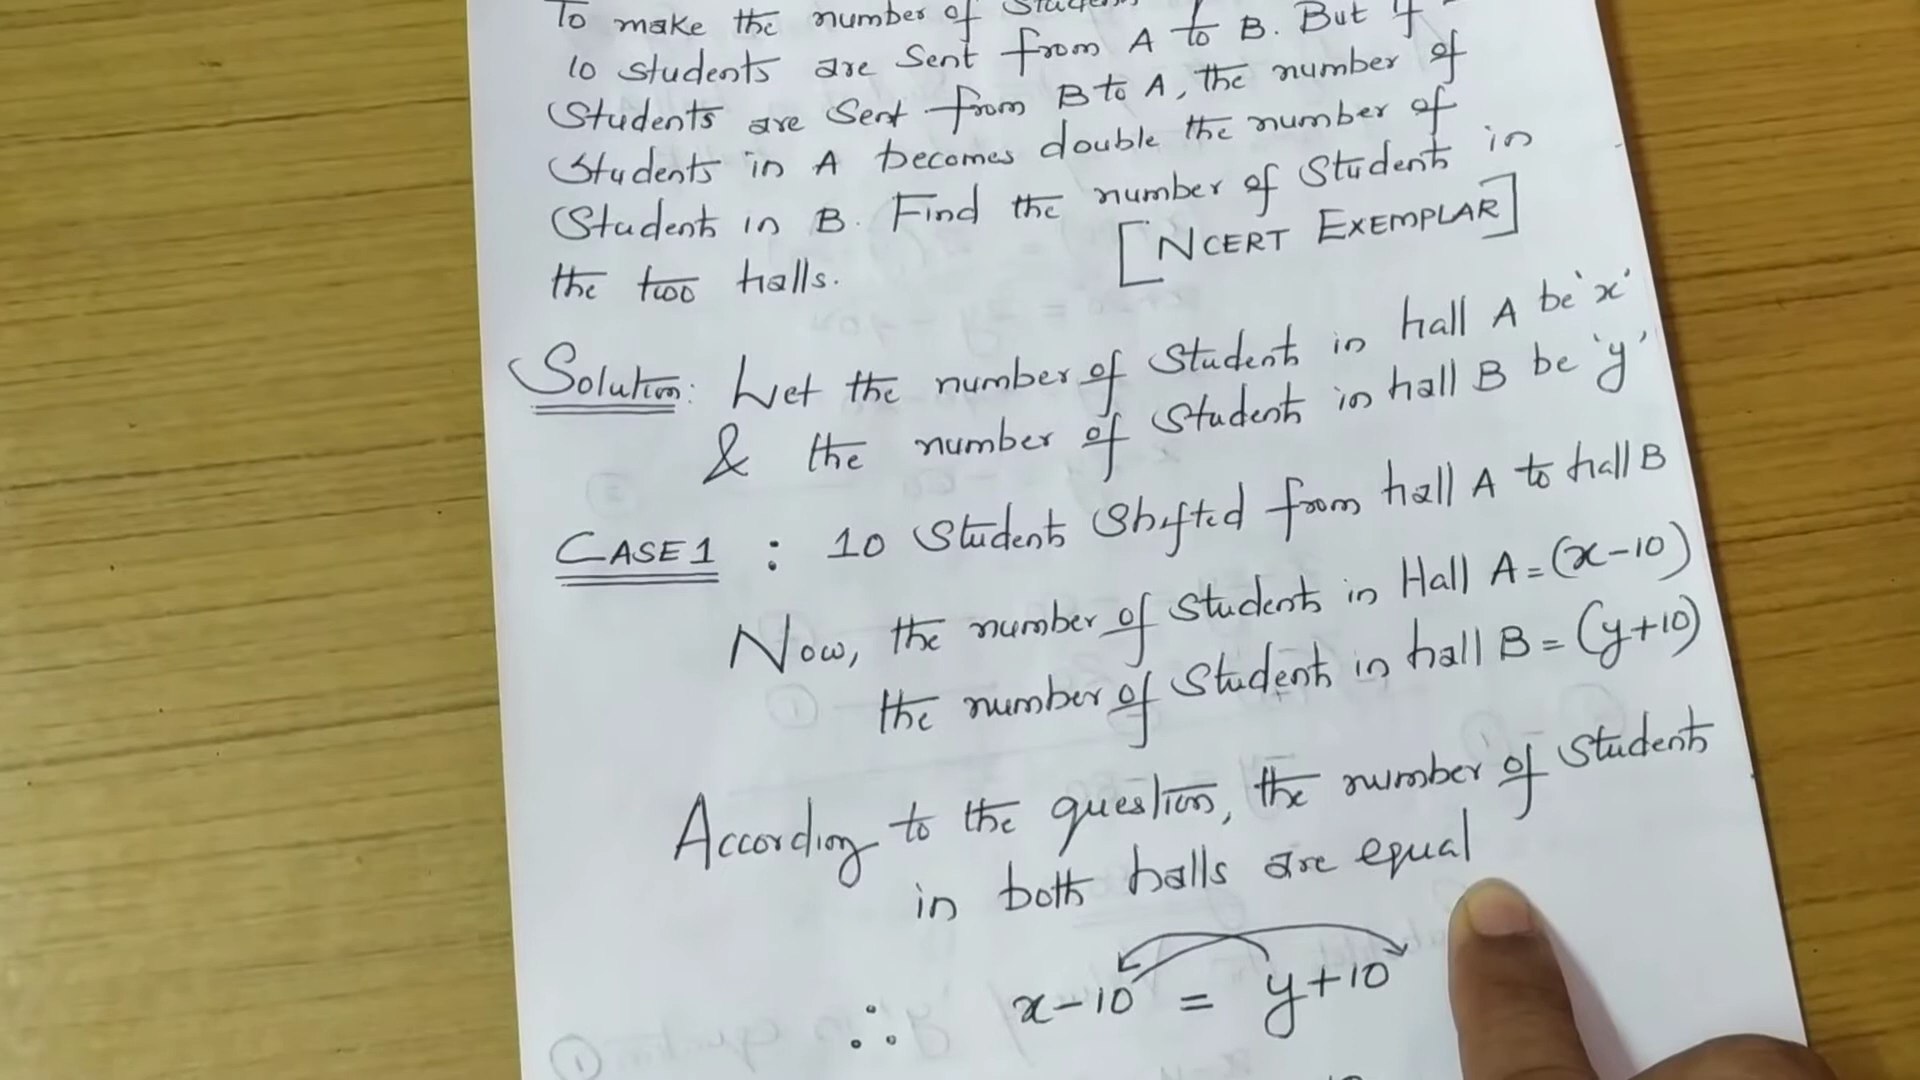 To make the number of
10 students are sent from A to B. But if
Students are sent from B to A, the number of
Students in A becomes double the number of
Students in B. Find the number of Students in
the two halls. [NCERT EXEMPLAR]
Solution: Let the number of Students in hall A be 'x'
& the number of Students in hall B be 'y'
CASE 1 : 10 Students Shifted from hall A to hall B
Now, the number of Students in Hall A = (x-10)
the number of Students in hall B = (y+10)
According to the question, the number of Students
in both halls are equal
∴ x-10 = y+10